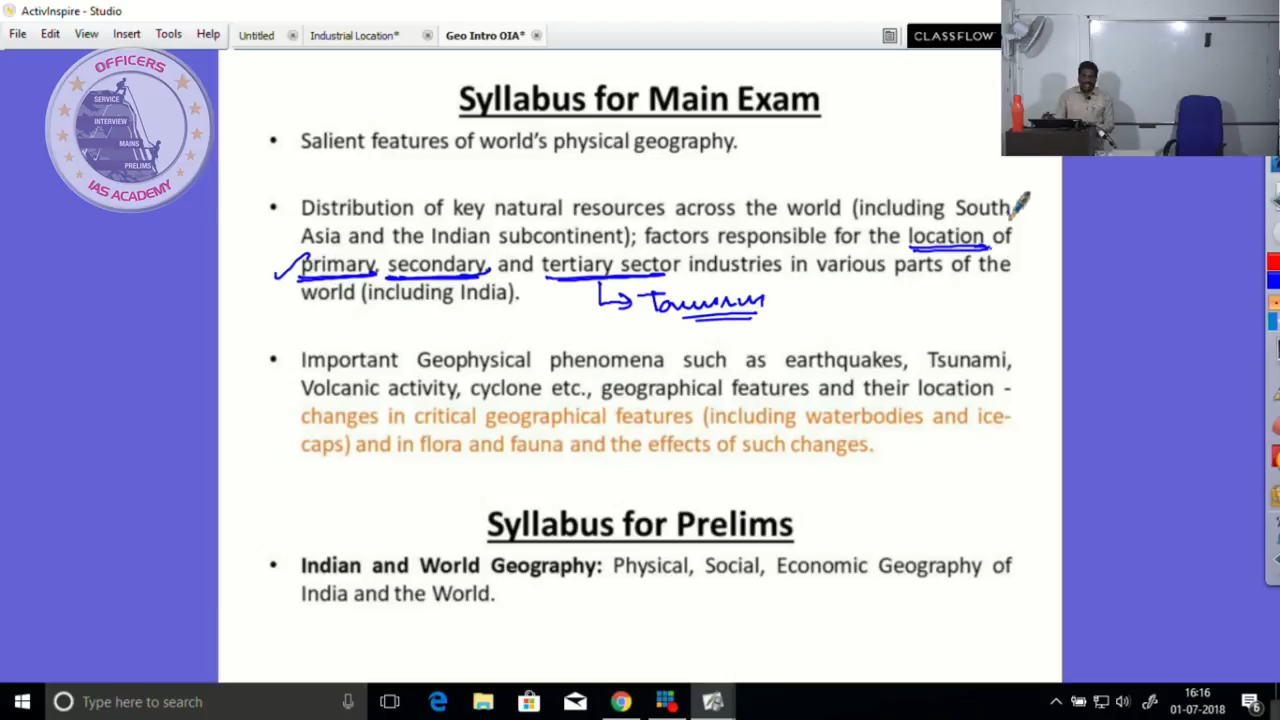 ActivInspire - Studio
File Edit View Insert Tools Help
Untitled Industrial Location* Geo Intro OIA* CLASSFLOW
OFFICERS
SERVICE
INTERVIEW
MAINS
PRELIMS
IAS ACADEMY
Syllabus for Main Exam
• Salient features of world's physical geography.
• Distribution of key natural resources across the world (including South
Asia and the Indian subcontinent); factors responsible for the location of
primary, secondary, and tertiary sector industries in various parts of the
world (including India).
• Important Geophysical phenomena such as earthquakes, Tsunami,
Volcanic activity, cyclone etc., geographical features and their location -
changes in critical geographical features (including waterbodies and ice-
caps) and in flora and fauna and the effects of such changes.
Syllabus for Prelims
• Indian and World Geography: Physical, Social, Economic Geography of
India and the World.
Type here to search
16:16
01-07-2018
6